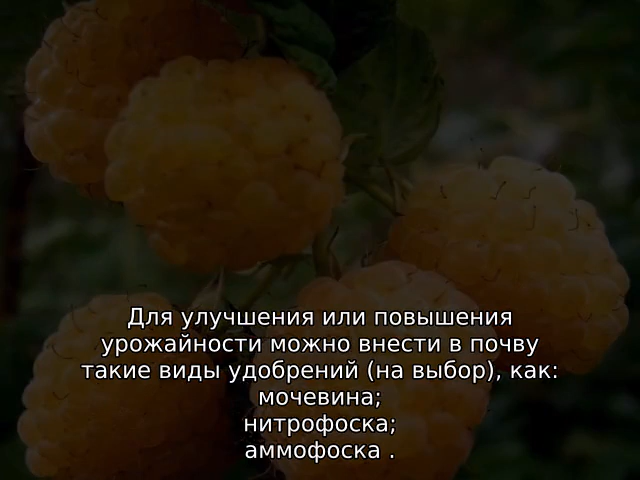 Для улучшения или повышения
урожайности можно внести в почву
такие виды удобрений (на выбор), как:
мочевина;
нитрофоска;
аммофоска .